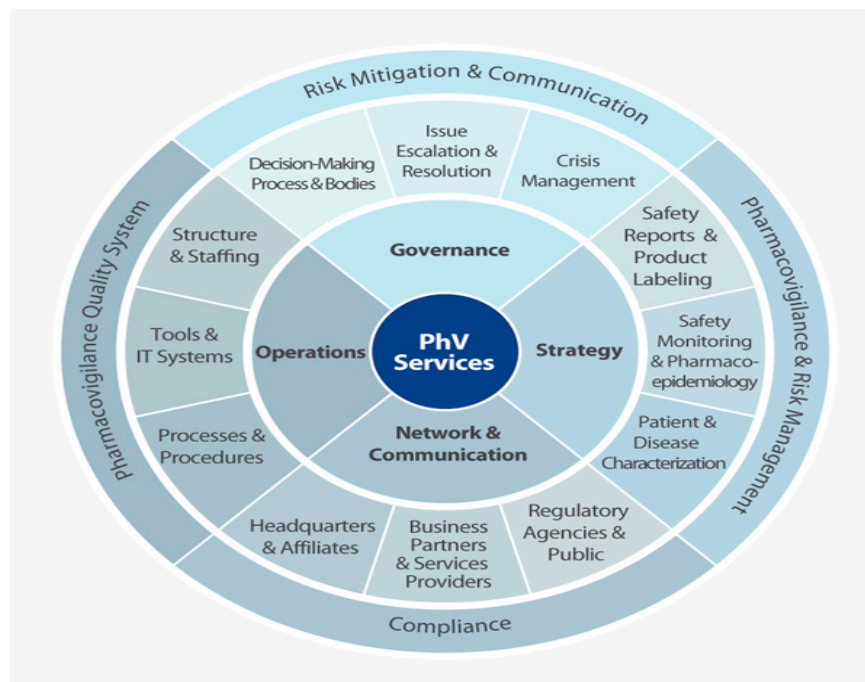 Risk Mitigation & Communication
Decision-Making
Process & Bodies
Issue
Escalation &
Resolution
Crisis
Management
Pharmacovigilance Quality System
Structure
& Staffing
Tools &
IT Systems
Processes &
Procedures
Governance
Operations
PhV
Services
Strategy
Network &
Communication
Safety
Reports &
Product
Labeling
Safety
Monitoring
& Pharmaco-
epidemiology
Patient &
Disease
Characterization
Pharmacovigilance & Risk Management
Headquarters
& Affiliates
Business
Partners
& Services
Providers
Regulatory
Agencies &
Public
Compliance